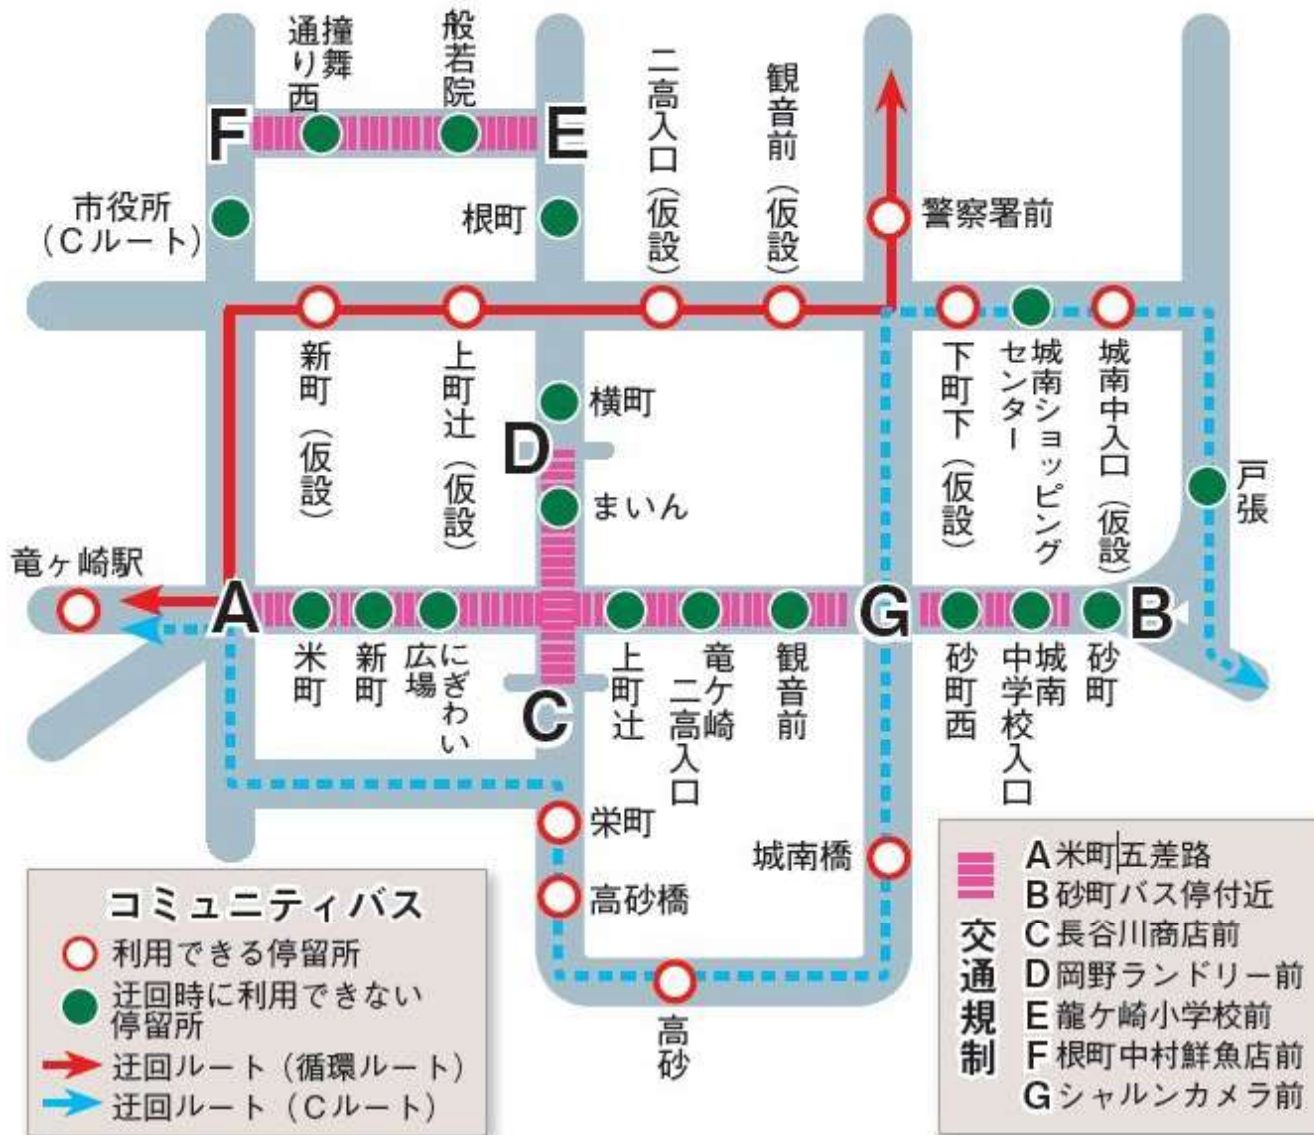 撞舞
通り西
般若院
二高入口（仮設）
観音前（仮設）
F
E
市役所
（Cルート）
根町
警察署前
新町（仮設）
上町辻（仮設）
横町
D
まいん
下町下（仮設）
城南ショッピング
センター
城南中入口（仮設）
戸張
竜ヶ崎駅
A
米町
新町
にぎわい
広場
上町辻
竜ケ崎
二高入口
観音前
G
砂町西
城南
中学校入口
砂町
B
C
栄町
高砂橋
城南橋
高砂
コミュニティバス
利用できる停留所
迂回時に利用できない
停留所
迂回ルート（循環ルート）
迂回ルート（Cルート）
交通規制
A米町五差路
B砂町バス停付近
C長谷川商店前
D岡野ランドリー前
E龍ケ崎小学校前
F根町中村鮮魚店前
Gシャルンカメラ前